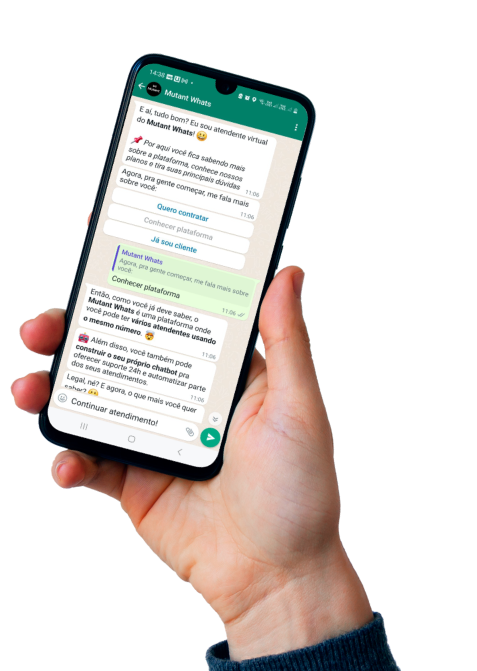 14:38
Mutant Whats
E aí, tudo bom? Eu sou atendente virtual
do Mutant Whats! 😀
📌 Por aqui você fica sabendo mais
sobre a plataforma, conhece nossos
planos e tira suas principais dúvidas
11:06
Agora, pra gente começar, me fala mais
sobre você:
11:06
Quero contratar
Conhecer plataforma
Já sou cliente
Mutant Whats
Agora, pra gente começar, me fala mais sobre
você:
Conhecer plataforma
11:06
Então, como você já deve saber, o
Mutant Whats é uma plataforma onde
você pode ter vários atendentes usando
o mesmo número 🤯
11:06
Além disso, você também pode
construir o seu próprio chatbot pra
oferecer suporte 24h e automatizar parte
dos seus atendimentos.
11:06
Legal, né? E agora, o que mais você quer
saber?
Continuar atendimento!